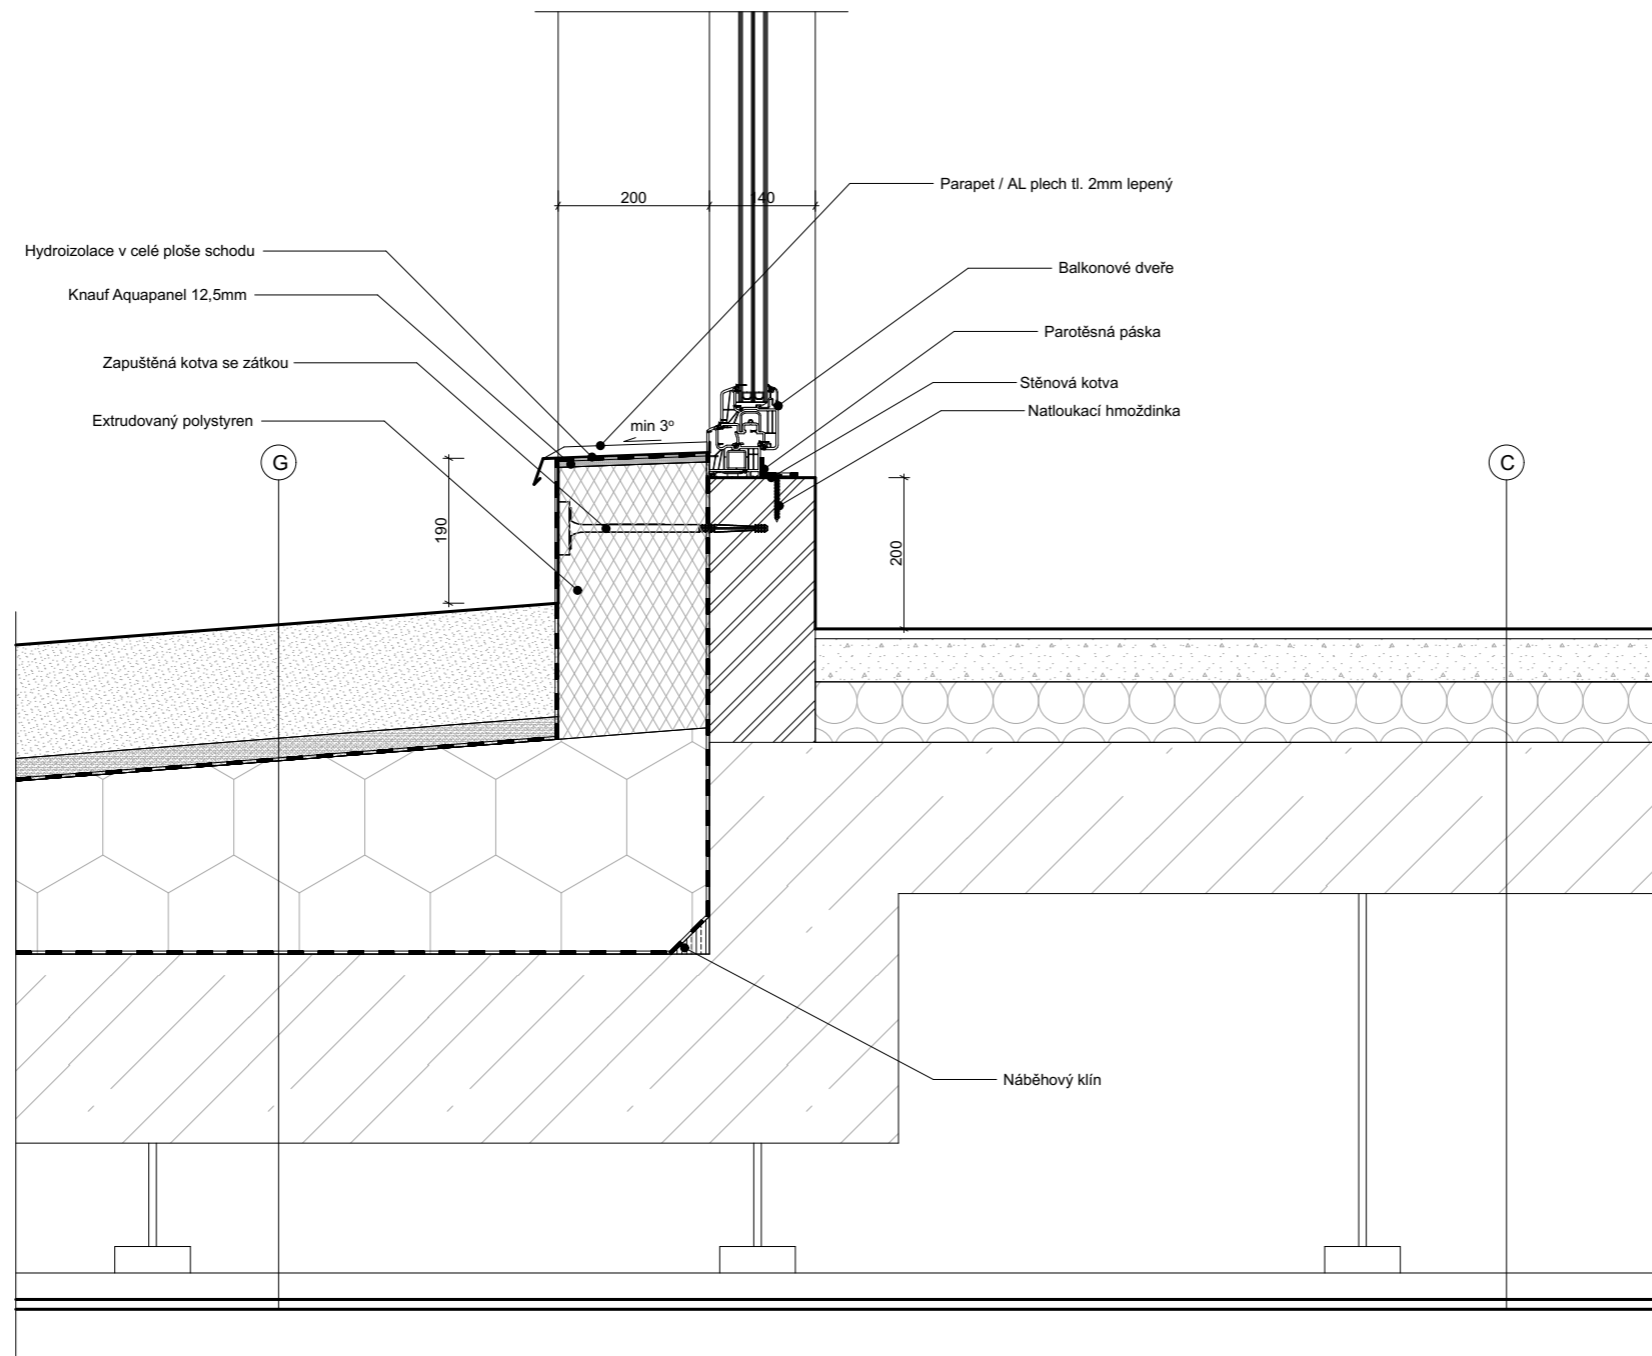 Parapet / AL plech tl. 2mm lepený
200
140
Hydroizolace v celé ploše schodu
Balkonové dveře
Knauf Aquapanel 12,5mm
Parotěsná páska
Zapuštěná kotva se zátkou
Stěnová kotva
Natloukací hmoždinka
Extrudovaný polystyren
min 3º
G
C
190
200
Náběhový klín